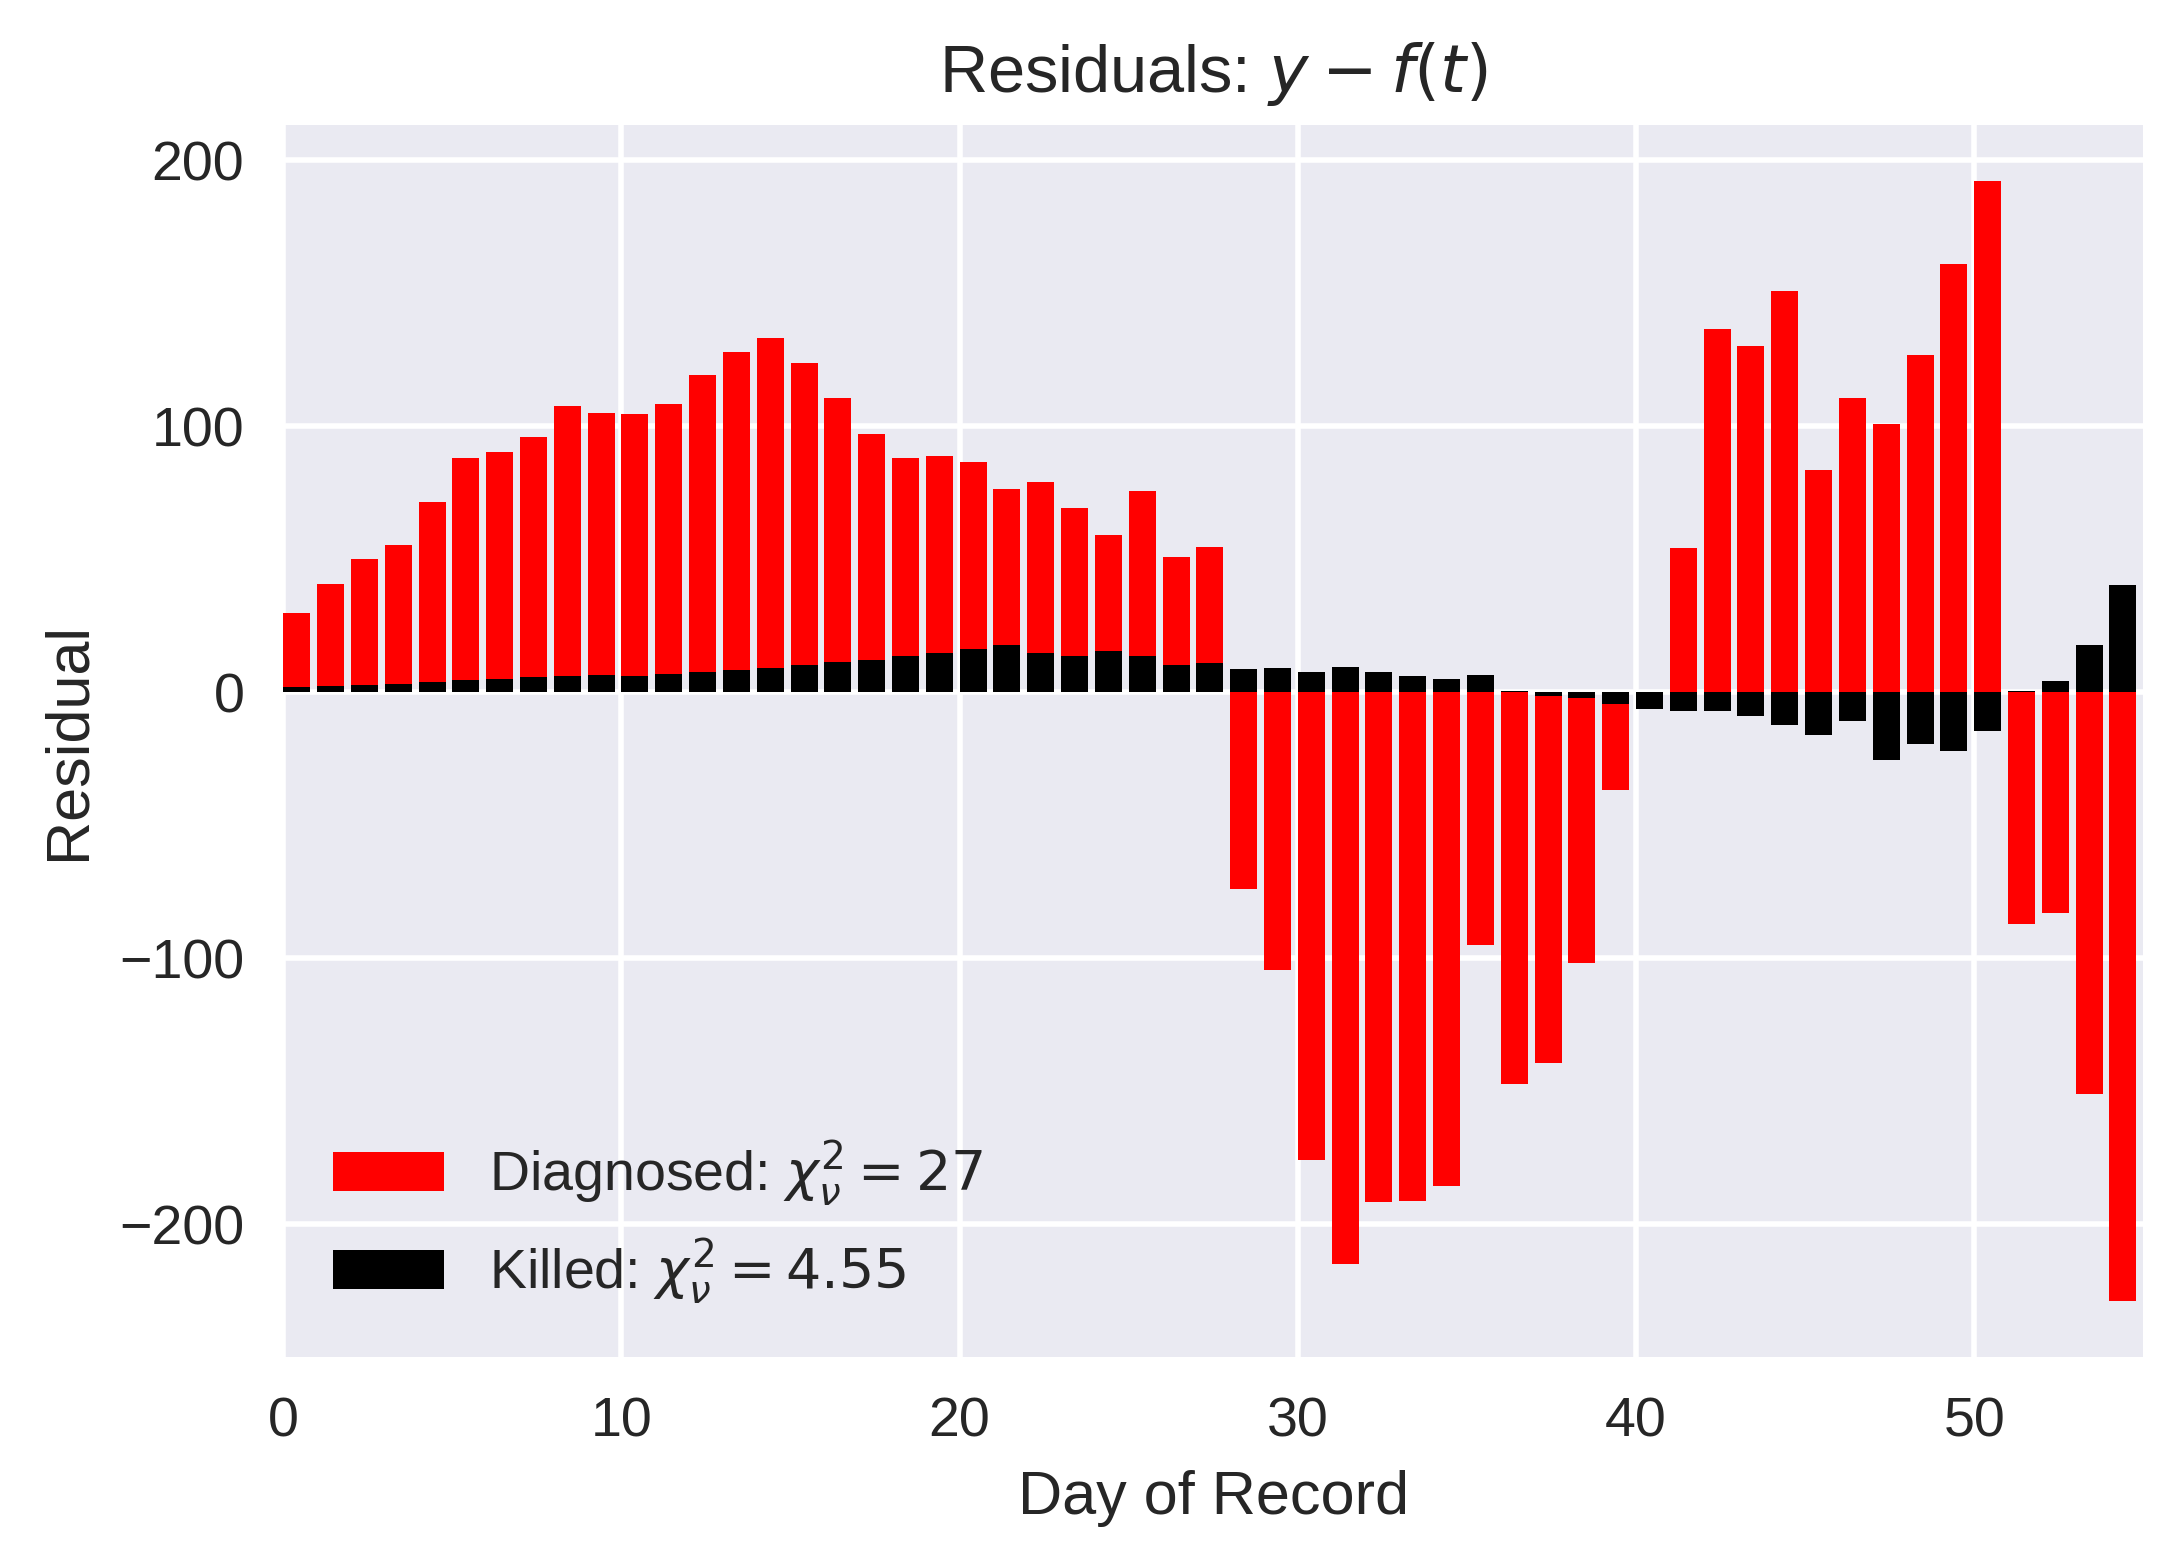 Residuals: y − f(t)
200
100
0
−100
−200
Residual
Diagnosed: χ²ᵥ = 27
Killed: χ²ᵥ = 4.55
0 10 20 30 40 50
Day of Record